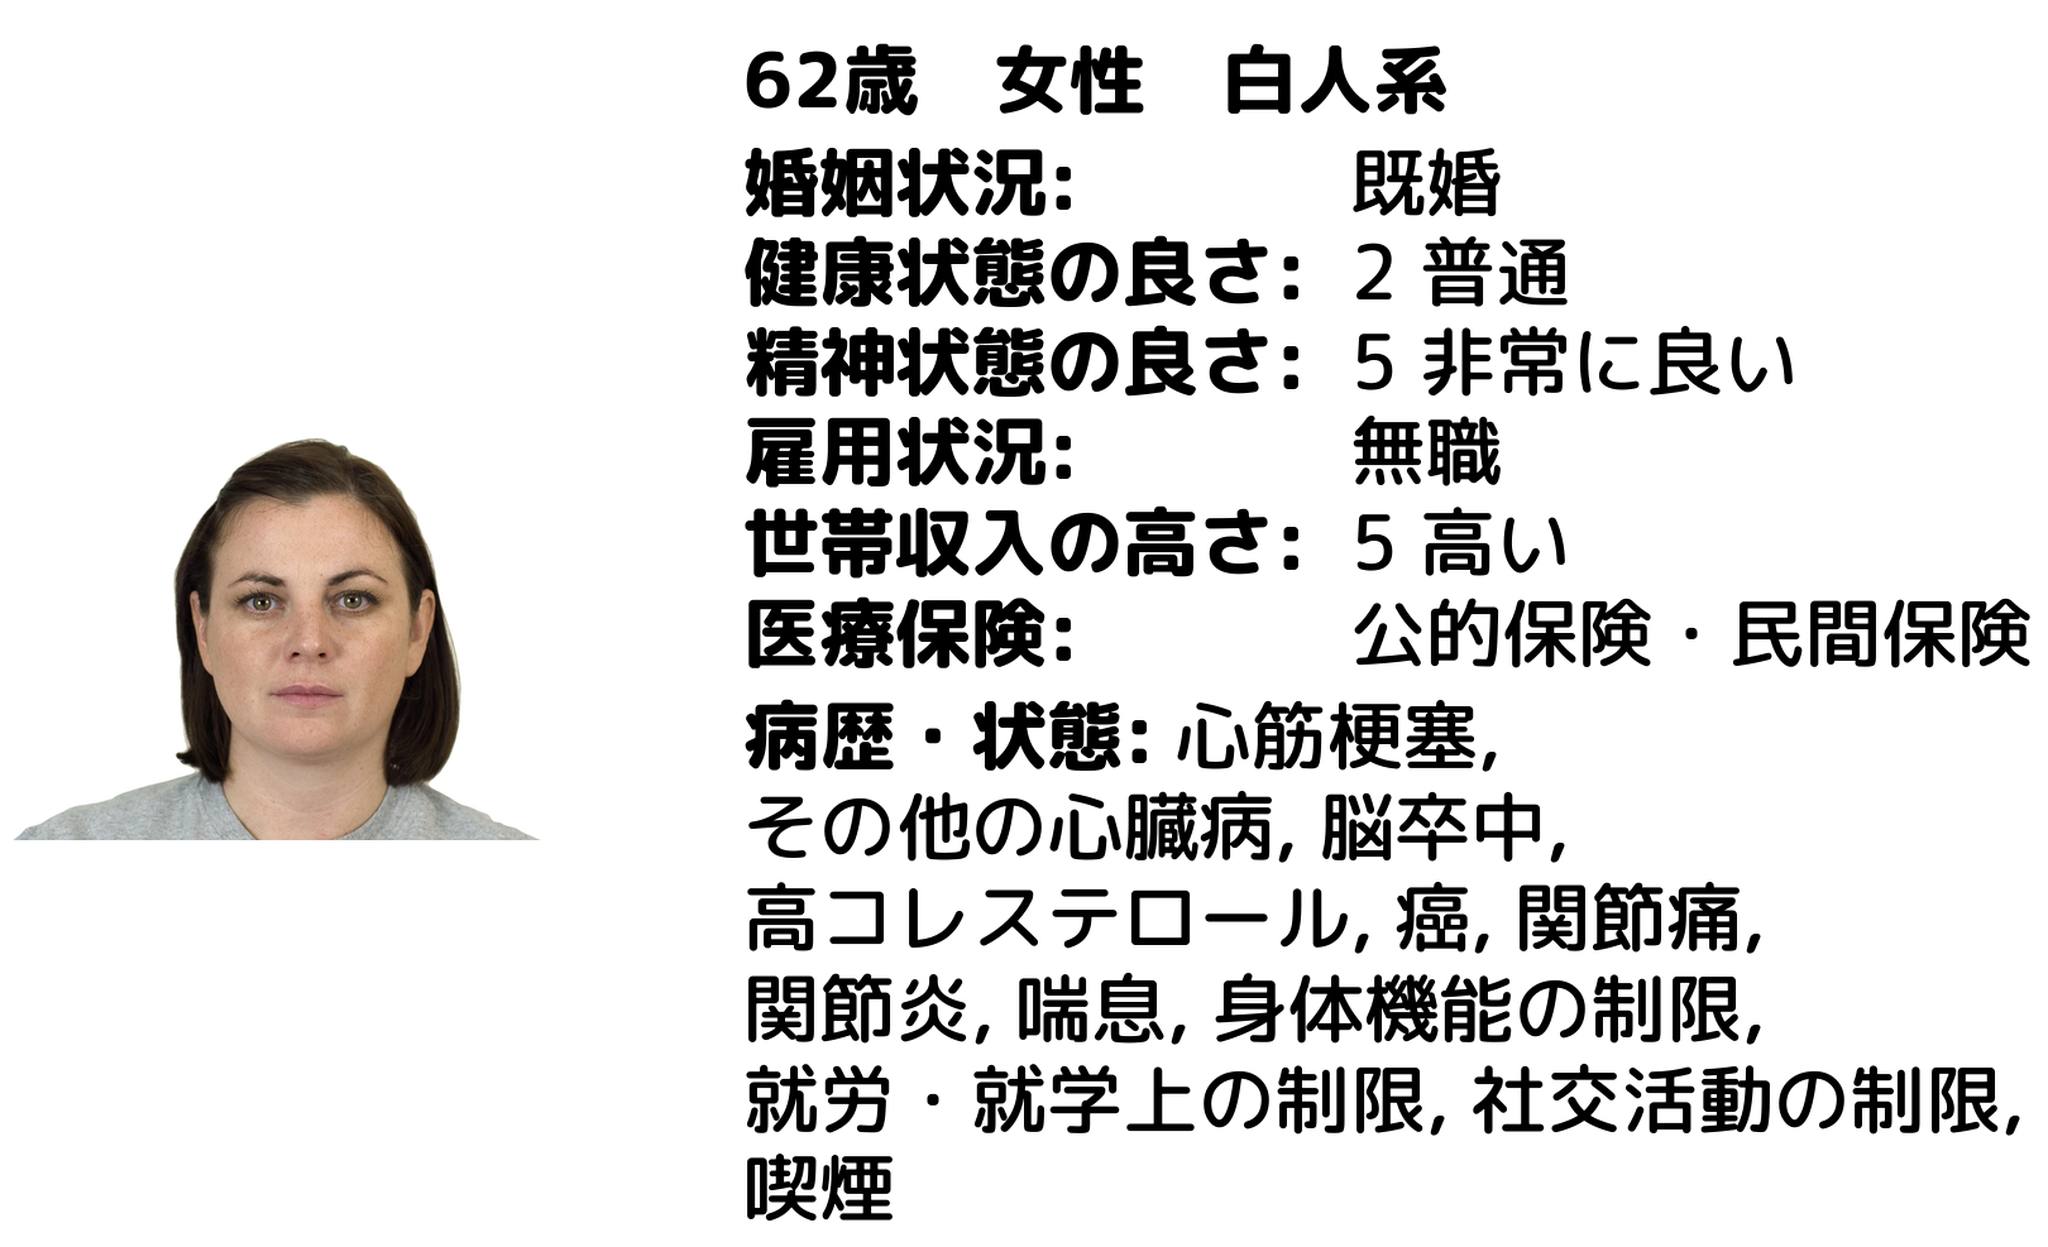 62歳　女性　白人系
婚姻状況: 既婚
健康状態の良さ: 2 普通
精神状態の良さ: 5 非常に良い
雇用状況: 無職
世帯収入の高さ: 5 高い
医療保険: 公的保険・民間保険
病歴・状態: 心筋梗塞,
その他の心臓病, 脳卒中,
高コレステロール, 癌, 関節痛,
関節炎, 喘息, 身体機能の制限,
就労・就学上の制限, 社交活動の制限,
喫煙